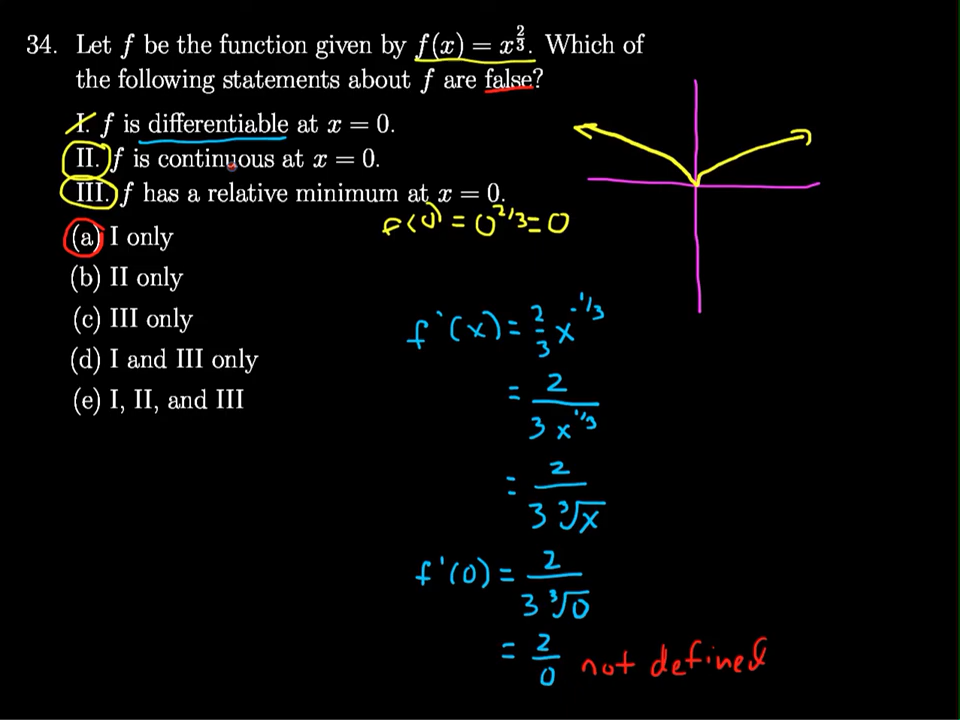 34. Let f be the function given by f(x) = x^{2/3}. Which of
the following statements about f are false?
I. f is differentiable at x = 0.
II. f is continuous at x = 0.
III. f has a relative minimum at x = 0.
f(0) = 0^{2/3} = 0
(a) I only
(b) II only
(c) III only
(d) I and III only
(e) I, II, and III
f'(x) = 2/3 x^{-1/3}
= 2/(3x^{1/3})
= 2/(3∛x)
f'(0) = 2/(3∛0)
= 2/0 not defined